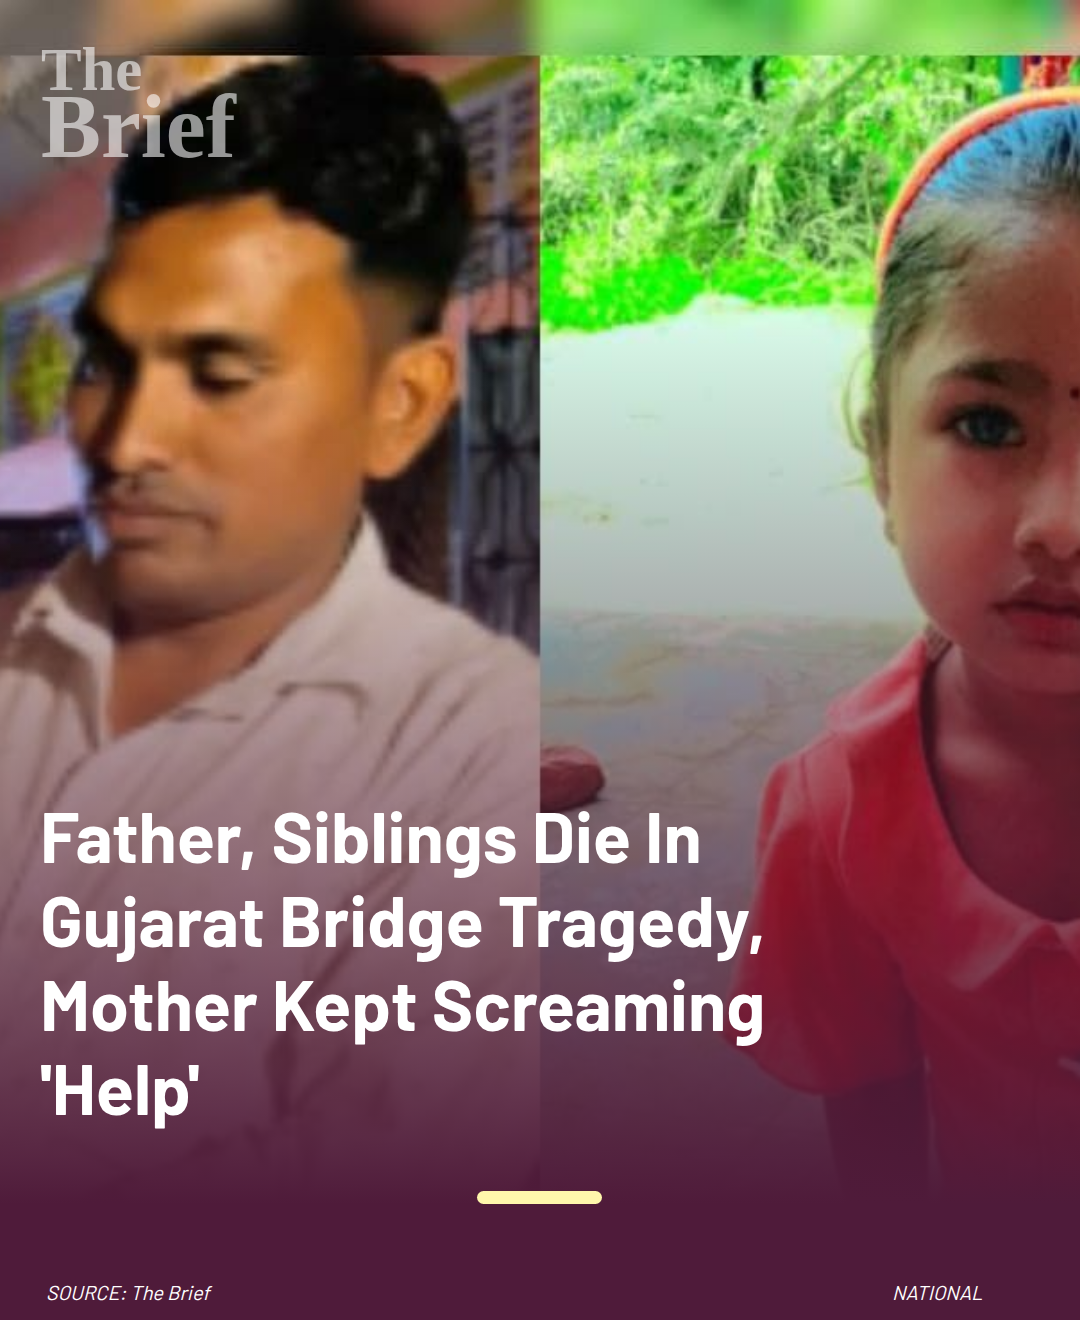 The
Brief
Father, Siblings Die In
Gujarat Bridge Tragedy,
Mother Kept Screaming
'Help'
SOURCE: The Brief
NATIONAL